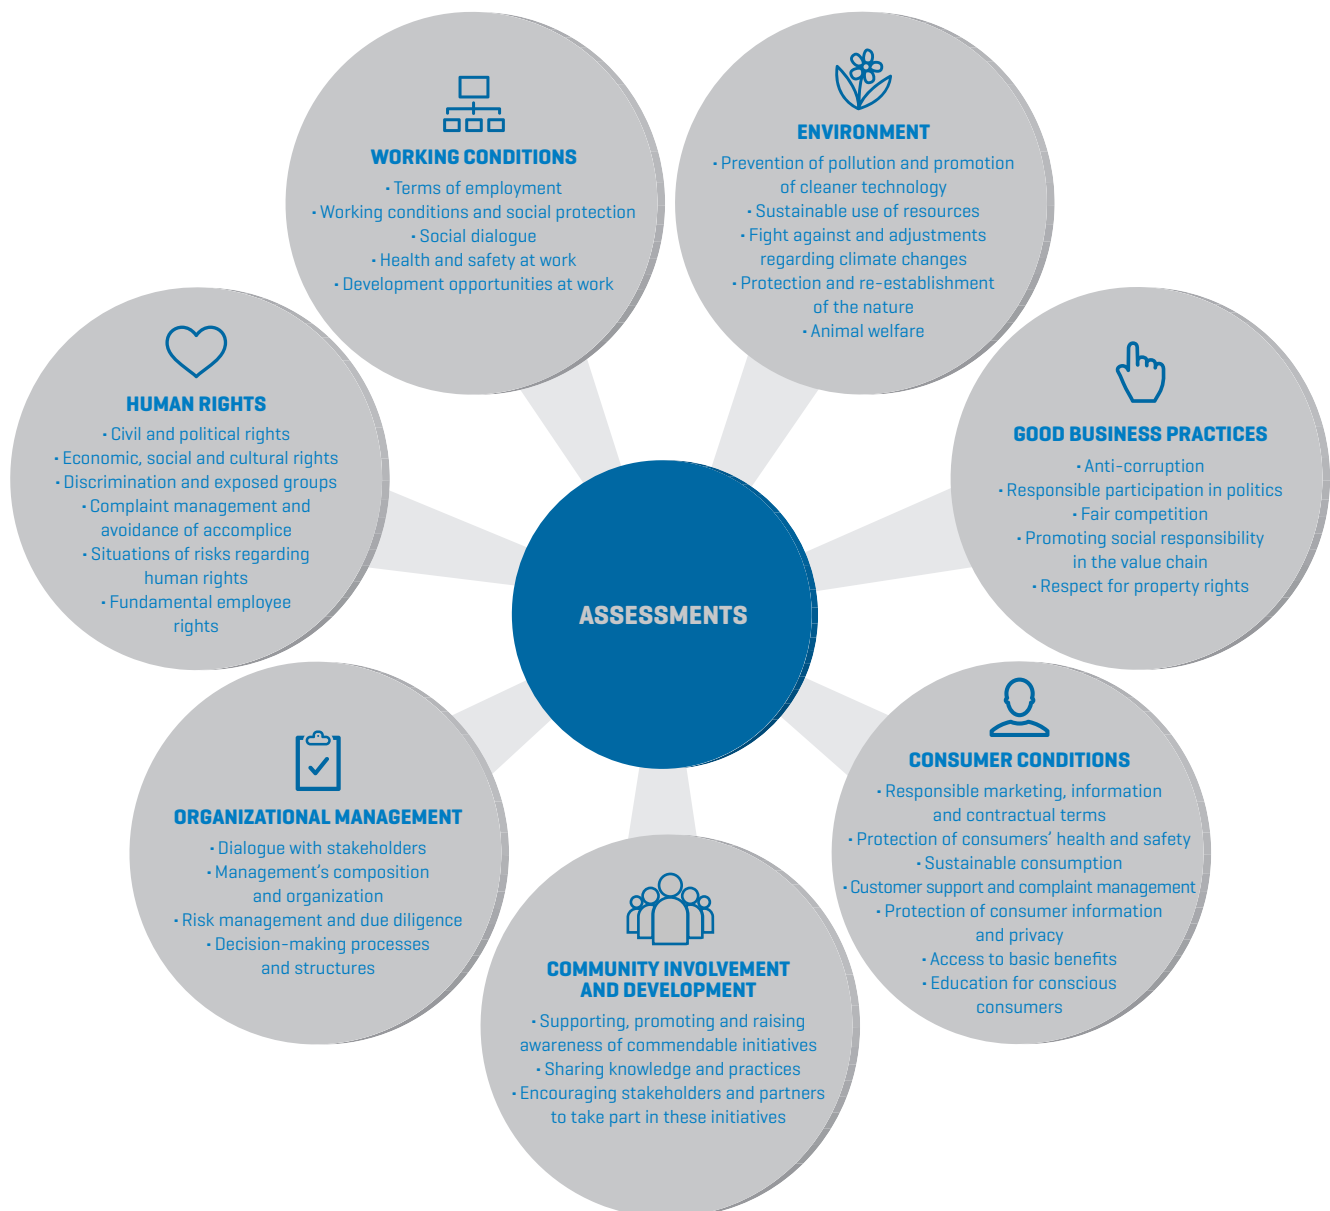 WORKING CONDITIONS
· Terms of employment
· Working conditions and social protection
· Social dialogue
· Health and safety at work
· Development opportunities at work
ENVIRONMENT
· Prevention of pollution and promotion
of cleaner technology
· Sustainable use of resources
· Fight against and adjustments
regarding climate changes
· Protection and re-establishment
of the nature
· Animal welfare
HUMAN RIGHTS
· Civil and political rights
· Economic, social and cultural rights
· Discrimination and exposed groups
· Complaint management and
avoidance of accomplice
· Situations of risks regarding
human rights
· Fundamental employee
rights
GOOD BUSINESS PRACTICES
· Anti-corruption
· Responsible participation in politics
· Fair competition
· Promoting social responsibility
in the value chain
· Respect for property rights
ASSESSMENTS
ORGANIZATIONAL MANAGEMENT
· Dialogue with stakeholders
· Management's composition
and organization
· Risk management and due diligence
· Decision-making processes
and structures
CONSUMER CONDITIONS
· Responsible marketing, information
and contractual terms
· Protection of consumers' health and safety
· Sustainable consumption
· Customer support and complaint management
· Protection of consumer information
and privacy
· Access to basic benefits
· Education for conscious
consumers
COMMUNITY INVOLVEMENT
AND DEVELOPMENT
· Supporting, promoting and raising
awareness of commendable initiatives
· Sharing knowledge and practices
· Encouraging stakeholders and partners
to take part in these initiatives